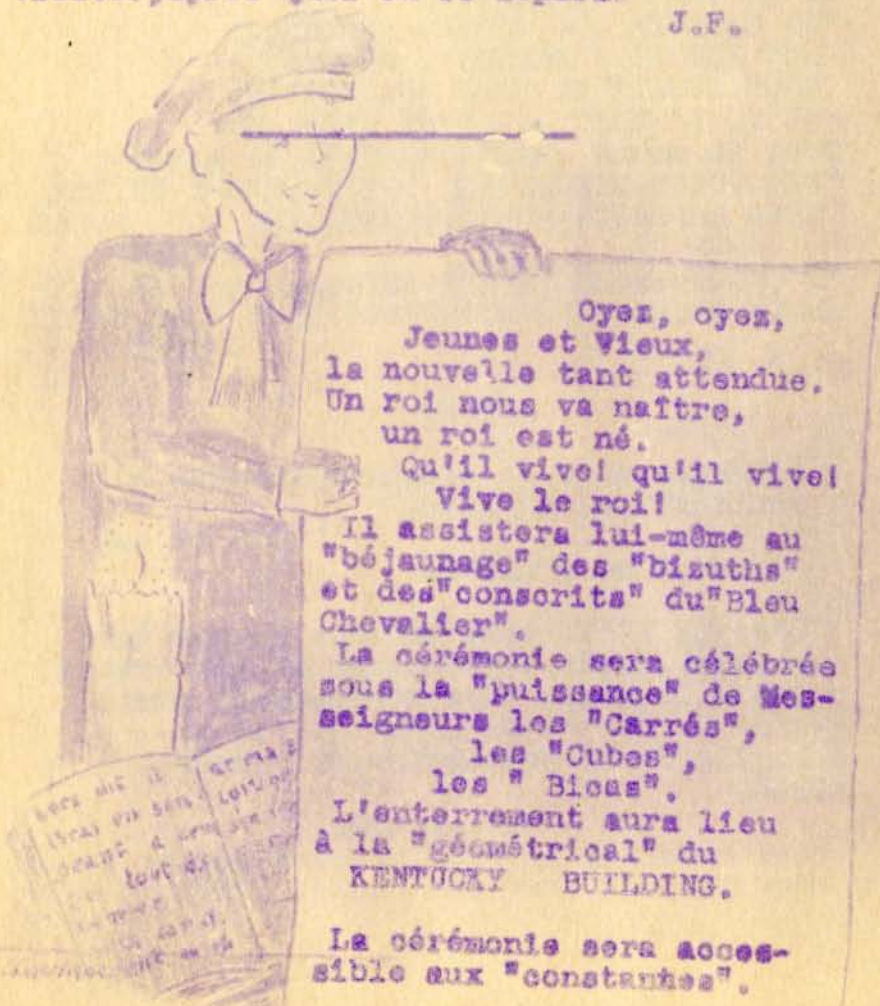 J.F.
Oyez, oyez,
Jeunes et Vieux,
la nouvelle tant attendue.
Un roi nous va naître,
un roi est né.
Qu'il vive! qu'il vive!
Vive le roi!
Il assistera lui-même au
"béjaunage" des "bizuths"
et des"conscrits" du"Bleu
Chevalier".
La cérémonie sera célébrée
sous la "puissance" de Mes-
seigneurs les "Carrés",
les "Cubes",
les " Bicas".
L'enterrement aura lieu
à la "géométrical" du
KENTUCKY BUILDING.
La cérémonie sera acces-
sible aux "constantes".
tout